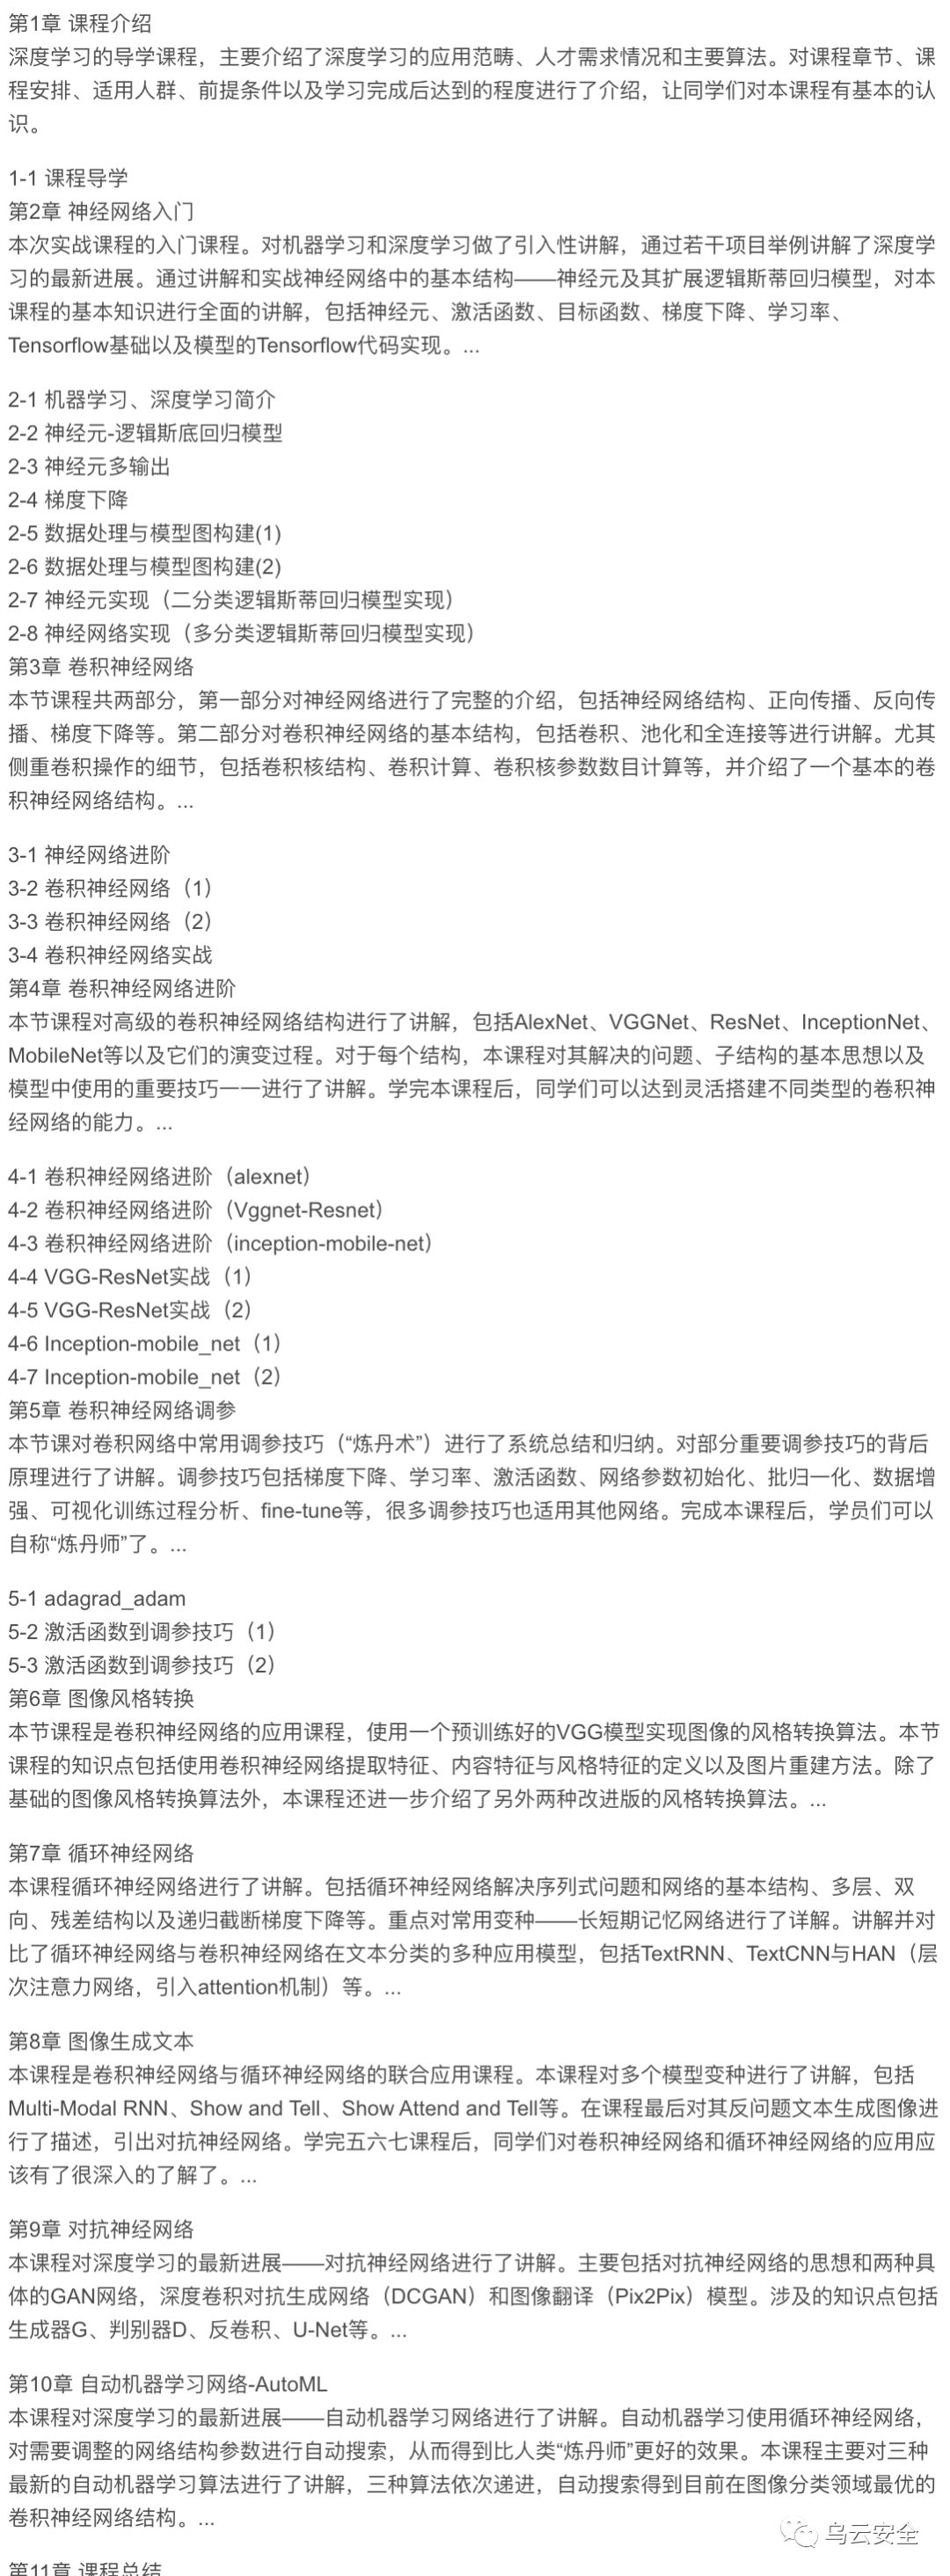 第1章 课程介绍
深度学习的导学课程，主要介绍了深度学习的应用范畴、人才需求情况和主要算法。对课程章节、课
程安排、适用人群、前提条件以及学习完成后达到的程度进行了介绍，让同学们对本课程有基本的认
识。
1-1 课程导学
第2章 神经网络入门
本次实战课程的入门课程。对机器学习和深度学习做了引入性讲解，通过若干项目举例讲解了深度学
习的最新进展。通过讲解和实战神经网络中的基本结构——神经元及其扩展逻辑斯蒂回归模型，对本
课程的基本知识进行全面的讲解，包括神经元、激活函数、目标函数、梯度下降、学习率、
Tensorflow基础以及模型的Tensorflow代码实现。...
2-1 机器学习、深度学习简介
2-2 神经元-逻辑斯底回归模型
2-3 神经元多输出
2-4 梯度下降
2-5 数据处理与模型图构建(1)
2-6 数据处理与模型图构建(2)
2-7 神经元实现（二分类逻辑斯蒂回归模型实现）
2-8 神经网络实现（多分类逻辑斯蒂回归模型实现）
第3章 卷积神经网络
本节课程共两部分，第一部分对神经网络进行了完整的介绍，包括神经网络结构、正向传播、反向传
播、梯度下降等。第二部分对卷积神经网络的基本结构，包括卷积、池化和全连接等进行讲解。尤其
侧重卷积操作的细节，包括卷积核结构、卷积计算、卷积核参数数目计算等，并介绍了一个基本的卷
积神经网络结构。...
3-1 神经网络进阶
3-2 卷积神经网络（1）
3-3 卷积神经网络（2）
3-4 卷积神经网络实战
第4章 卷积神经网络进阶
本节课程对高级的卷积神经网络结构进行了讲解，包括AlexNet、VGGNet、ResNet、InceptionNet、
MobileNet等以及它们的演变过程。对于每个结构，本课程对其解决的问题、子结构的基本思想以及
模型中使用的重要技巧一一进行了讲解。学完本课程后，同学们可以达到灵活搭建不同类型的卷积神
经网络的能力。...
4-1 卷积神经网络进阶（alexnet）
4-2 卷积神经网络进阶（Vggnet-Resnet）
4-3 卷积神经网络进阶（inception-mobile-net）
4-4 VGG-ResNet实战（1）
4-5 VGG-ResNet实战（2）
4-6 Inception-mobile_net（1）
4-7 Inception-mobile_net（2）
第5章 卷积神经网络调参
本节课对卷积网络中常用调参技巧（“炼丹术”）进行了系统总结和归纳。对部分重要调参技巧的背后
原理进行了讲解。调参技巧包括梯度下降、学习率、激活函数、网络参数初始化、批归一化、数据增
强、可视化训练过程分析、fine-tune等，很多调参技巧也适用其他网络。完成本课程后，学员们可以
自称“炼丹师”了。...
5-1 adagrad_adam
5-2 激活函数到调参技巧（1）
5-3 激活函数到调参技巧（2）
第6章 图像风格转换
本节课程是卷积神经网络的应用课程，使用一个预训练好的VGG模型实现图像的风格转换算法。本节
课程的知识点包括使用卷积神经网络提取特征、内容特征与风格特征的定义以及图片重建方法。除了
基础的图像风格转换算法外，本课程还进一步介绍了另外两种改进版的风格转换算法。...
第7章 循环神经网络
本课程循环神经网络进行了讲解。包括循环神经网络解决序列式问题和网络的基本结构、多层、双
向、残差结构以及递归截断梯度下降等。重点对常用变种——长短期记忆网络进行了详解。讲解并对
比了循环神经网络与卷积神经网络在文本分类的多种应用模型，包括TextRNN、TextCNN与HAN（层
次注意力网络，引入attention机制）等。...
第8章 图像生成文本
本课程是卷积神经网络与循环神经网络的联合应用课程。本课程对多个模型变种进行了讲解，包括
Multi-Modal RNN、Show and Tell、Show Attend and Tell等。在课程最后对其反问题文本生成图像进
行了描述，引出对抗神经网络。学完五六七课程后，同学们对卷积神经网络和循环神经网络的应用应
该有了很深入的了解了。...
第9章 对抗神经网络
本课程对深度学习的最新进展——对抗神经网络进行了讲解。主要包括对抗神经网络的思想和两种具
体的GAN网络，深度卷积对抗生成网络（DCGAN）和图像翻译（Pix2Pix）模型。涉及的知识点包括
生成器G、判别器D、反卷积、U-Net等。...
第10章 自动机器学习网络-AutoML
本课程对深度学习的最新进展——自动机器学习网络进行了讲解。自动机器学习使用循环神经网络，
对需要调整的网络结构参数进行自动搜索，从而得到比人类“炼丹师”更好的效果。本课程主要对三种
最新的自动机器学习算法进行了讲解，三种算法依次递进，自动搜索得到目前在图像分类领域最优的
卷积神经网络结构。...
乌云安全
第11章 课程总结